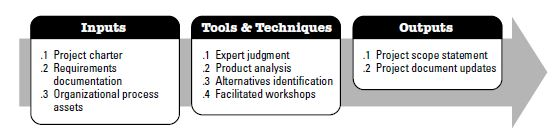 Inputs
.1 Project charter
.2 Requirements
documentation
.3 Organizational process
assets
Tools & Techniques
.1 Expert judgment
.2 Product analysis
.3 Alternatives identification
.4 Facilitated workshops
Outputs
.1 Project scope statement
.2 Project document updates